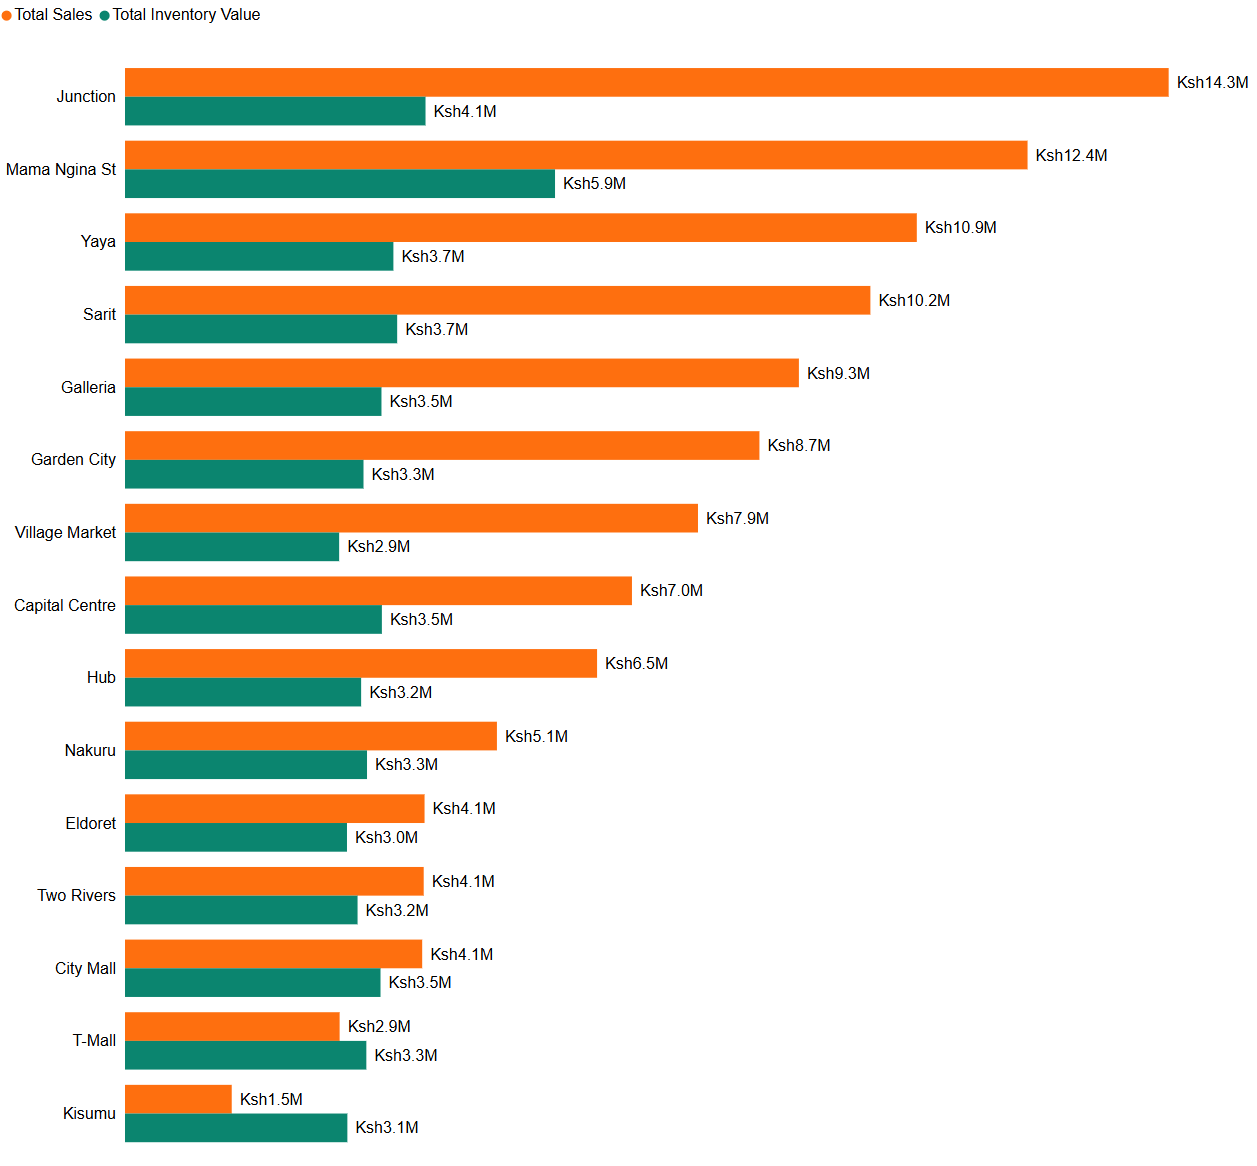 Total Sales Total Inventory Value
Junction
Ksh14.3M
Ksh4.1M
Mama Ngina St
Ksh12.4M
Ksh5.9M
Yaya
Ksh10.9M
Ksh3.7M
Sarit
Ksh10.2M
Ksh3.7M
Galleria
Ksh9.3M
Ksh3.5M
Garden City
Ksh8.7M
Ksh3.3M
Village Market
Ksh7.9M
Ksh2.9M
Capital Centre
Ksh7.0M
Ksh3.5M
Hub
Ksh6.5M
Ksh3.2M
Nakuru
Ksh5.1M
Ksh3.3M
Eldoret
Ksh4.1M
Ksh3.0M
Two Rivers
Ksh4.1M
Ksh3.2M
City Mall
Ksh4.1M
Ksh3.5M
T-Mall
Ksh2.9M
Ksh3.3M
Kisumu
Ksh1.5M
Ksh3.1M